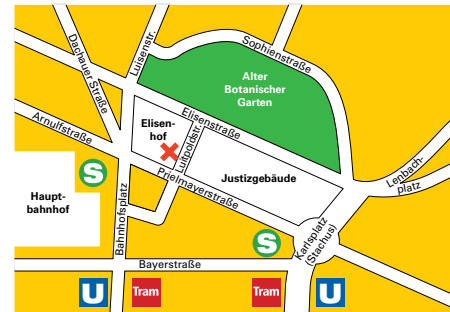 Dachauer Straße
Luisenstr.
Sophienstraße
Alter
Botanischer
Garten
Arnulfstraße
Elisen-
hof
Luitpoldstr.
Elisenstraße
Lenbach-
platz
S
Justizgebäude
Haupt-
bahnhof
Prielmayerstraße
Bahnhofsplatz
S
Karlsplatz
(Stachus)
Bayerstraße
U
Tram
Tram
U